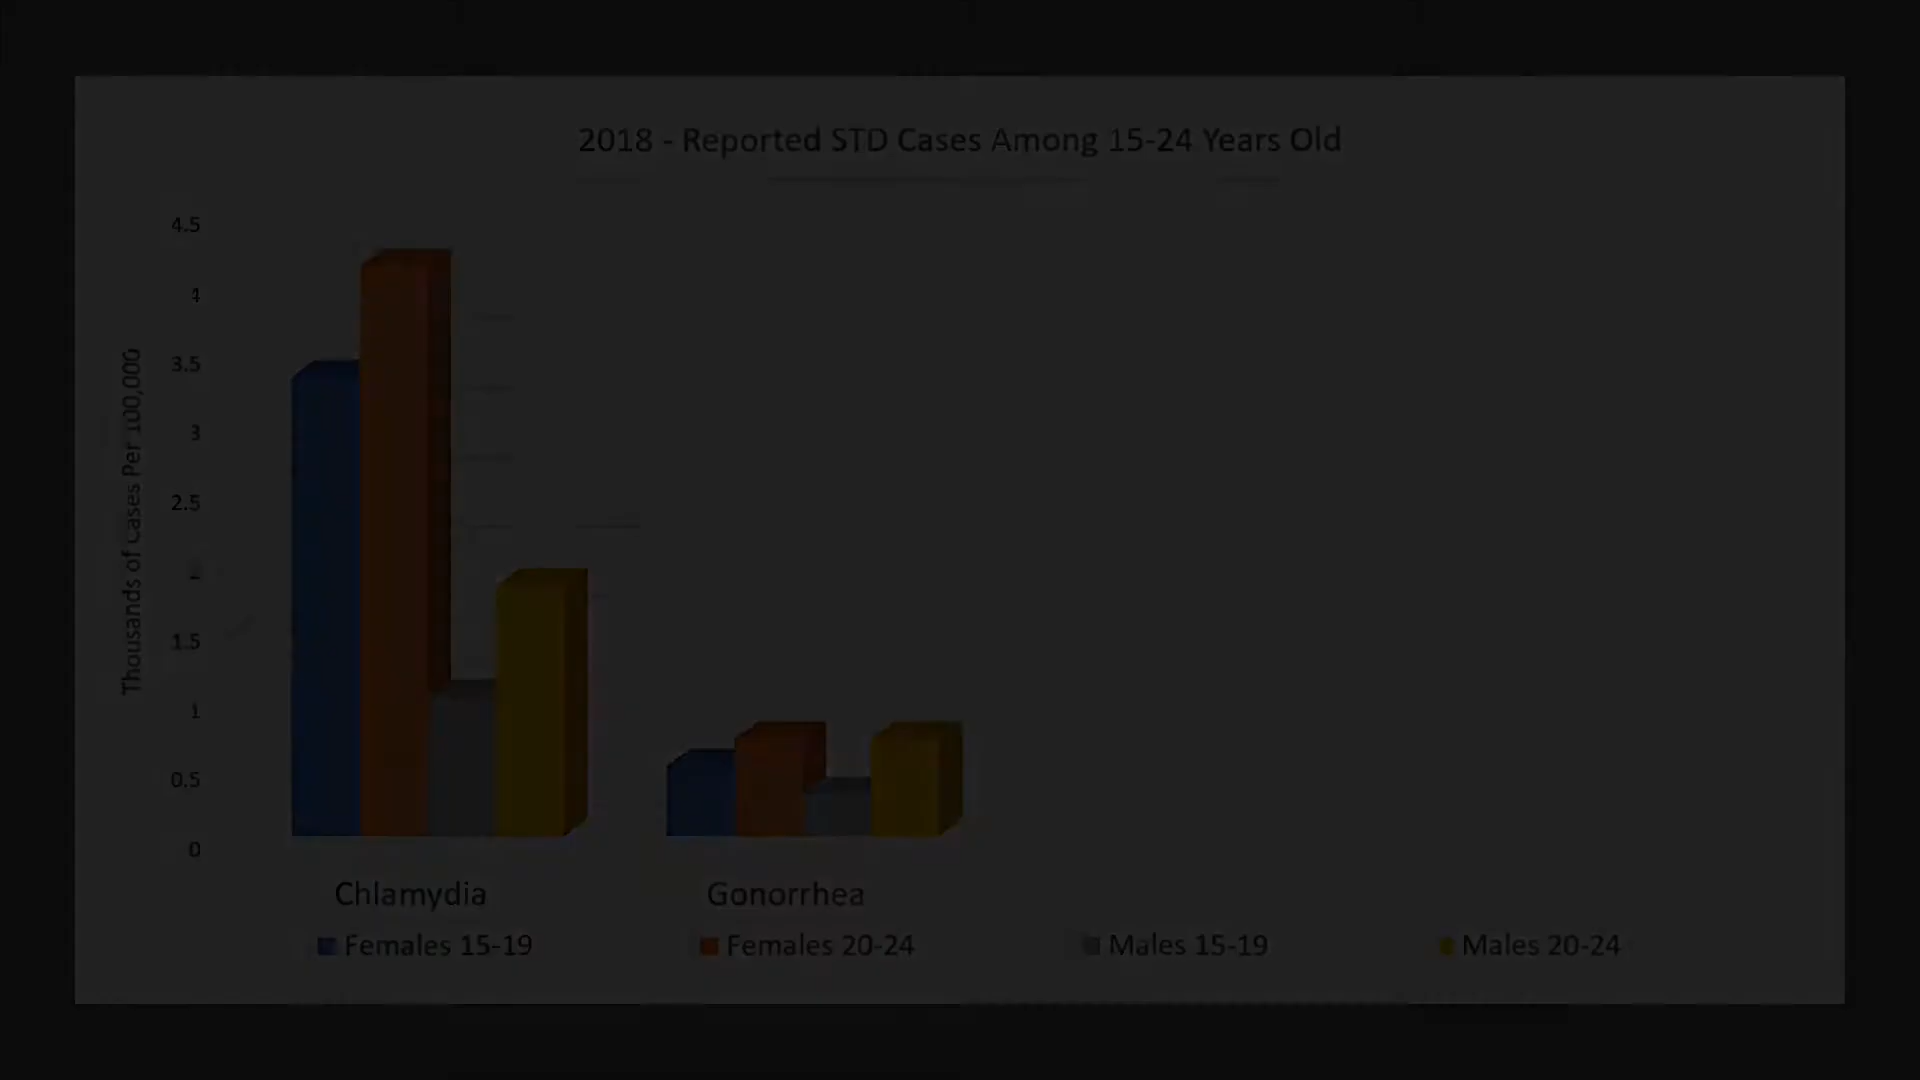 2018 - Reported STD Cases Among 15-24 Years Old
Thousands of Cases Per 100,000
4.5
4
3.5
3
2.5
2
1.5
1
0.5
0
Chlamydia
Gonorrhea
Females 15-19
Females 20-24
Males 15-19
Males 20-24